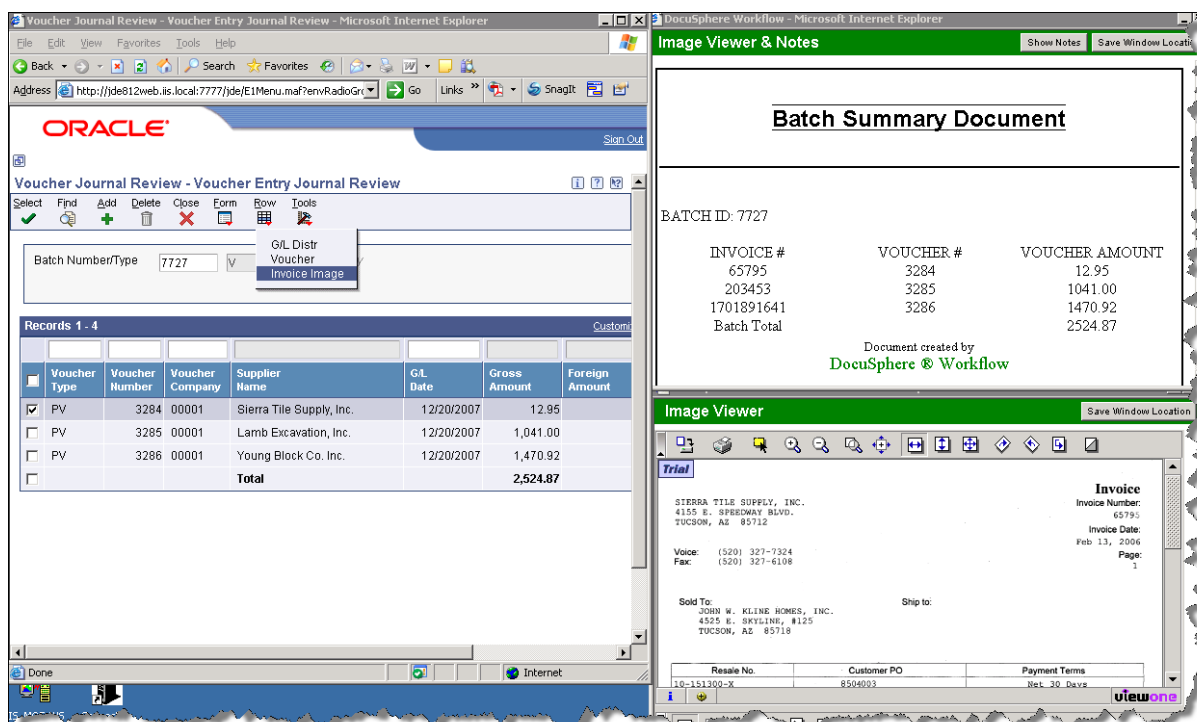 Voucher Journal Review - Voucher Entry Journal Review - Microsoft Internet Explorer
File Edit View Favorites Tools Help
Back Search Favorites
Address http://jde812web.iis.local:7777/jde/E1Menu.maf?envRadioGr Go Links » SnagIt
ORACLE
Sign Out
Voucher Journal Review - Voucher Entry Journal Review
Select Find Add Delete Close Form Row Tools
G/L Distr
Voucher
Invoice Image
Batch Number/Type 7727 V
Records 1 - 4 Customi
Voucher Type Voucher Number Voucher Company Supplier Name G/L Date Gross Amount Foreign Amount
PV 3284 00001 Sierra Tile Supply, Inc. 12/20/2007 12.95
PV 3285 00001 Lamb Excavation, Inc. 12/20/2007 1,041.00
PV 3286 00001 Young Block Co. Inc. 12/20/2007 1,470.92
Total 2,524.87
Done Internet
DocuSphere Workflow - Microsoft Internet Explorer
Image Viewer & Notes Show Notes Save Window Locati
Batch Summary Document
BATCH ID: 7727
INVOICE # VOUCHER # VOUCHER AMOUNT
65795 3284 12.95
203453 3285 1041.00
1701891641 3286 1470.92
Batch Total 2524.87
Document created by
DocuSphere ® Workflow
Image Viewer Save Window Location
Trial
Invoice
SIERRA TILE SUPPLY, INC. Invoice Number:
4155 E. SPEEDWAY BLVD. 65795
TUCSON, AZ 85712
Invoice Date:
Feb 13, 2006
Voice: (520) 327-7324 Page:
Fax: (520) 327-6108 1
Sold To: Ship to:
JOHN W. KLINE HOMES, INC.
4525 E. SKYLINE, #125
TUCSON, AZ 85718
Resale No. Customer PO Payment Terms
10-151300-X 8504003 Net 30 Days
viewone